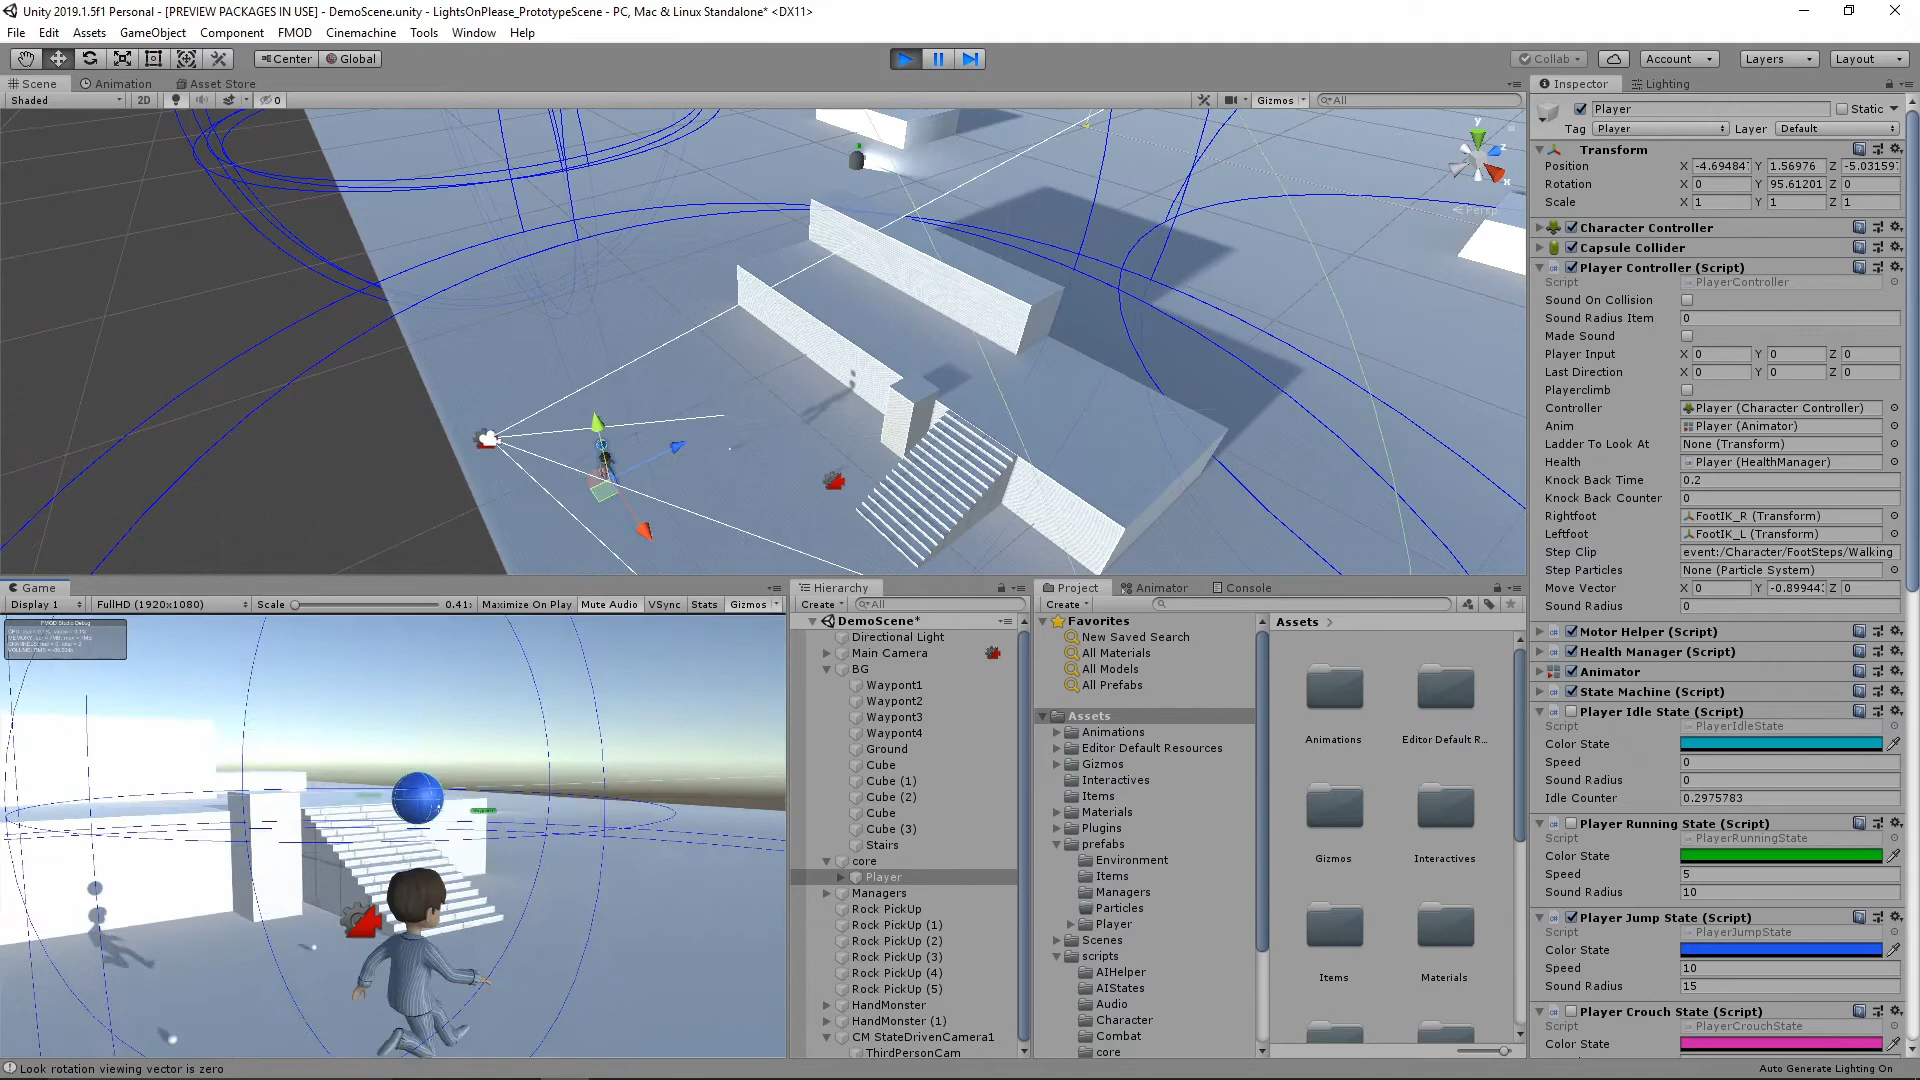 Unity 2019.1.5f1 Personal - [PREVIEW PACKAGES IN USE] - DemoScene.unity - LightsOnPlease_PrototypeScene - PC, Mac & Linux Standalone* <DX11>
File Edit Assets GameObject Component FMOD Cinemachine Tools Window Help
Center Global Collab Account Layers Layout
Scene Animation Asset Store
Shaded 2D 0 Gizmos All
y
z
x
Persp
Inspector Lighting
Player Static
Tag Player Layer Default
Transform
Position X -4.69484 Y 1.56976 Z -5.03159
Rotation X 0 Y 95.61201 Z 0
Scale X 1 Y 1 Z 1
Character Controller
Capsule Collider
Player Controller (Script)
Script PlayerController
Sound On Collision
Sound Radius Item 0
Made Sound
Player Input X 0 Y 0 Z 0
Last Direction X 0 Y 0 Z 0
Playerclimb
Controller Player (Character Controller)
Anim Player (Animator)
Ladder To Look At None (Transform)
Health Player (HealthManager)
Knock Back Time 0.2
Knock Back Counter 0
Rightfoot FootIK_R (Transform)
Leftfoot FootIK_L (Transform)
Step Clip event:/Character/FootSteps/Walking
Step Particles None (Particle System)
Move Vector X 0 Y -0.89944 Z 0
Sound Radius 0
Motor Helper (Script)
Health Manager (Script)
Animator
State Machine (Script)
Player Idle State (Script)
Script PlayerIdleState
Color State
Speed 0
Sound Radius 0
Idle Counter 0.2975783
Player Running State (Script)
Script PlayerRunningState
Color State
Speed 5
Sound Radius 10
Player Jump State (Script)
Script PlayerJumpState
Color State
Speed 10
Sound Radius 15
Player Crouch State (Script)
Script PlayerCrouchState
Color State
Game
Display 1 FullHD (1920x1080) Scale 0.41 Maximize On Play Mute Audio VSync Stats Gizmos
FMOD Studio Debug
Hierarchy
Create All
DemoScene*
Directional Light
Main Camera
BG
Waypont1
Waypont2
Waypont3
Waypont4
Ground
Cube
Cube (1)
Cube (2)
Cube
Cube (3)
Stairs
core
Player
Managers
Rock PickUp
Rock PickUp (1)
Rock PickUp (2)
Rock PickUp (3)
Rock PickUp (4)
Rock PickUp (5)
HandMonster
HandMonster (1)
CM StateDrivenCamera1
ThirdPersonCam
Project Animator Console
Create
Favorites
New Saved Search
All Materials
All Models
All Prefabs
Assets
Animations
Editor Default Resources
Gizmos
Interactives
Items
Materials
Plugins
prefabs
Environment
Items
Managers
Particles
Player
Scenes
scripts
AIHelper
AIStates
Audio
Character
Combat
core
Assets
Animations Editor Default R...
Gizmos Interactives
Items Materials
Look rotation viewing vector is zero
Auto Generate Lighting On